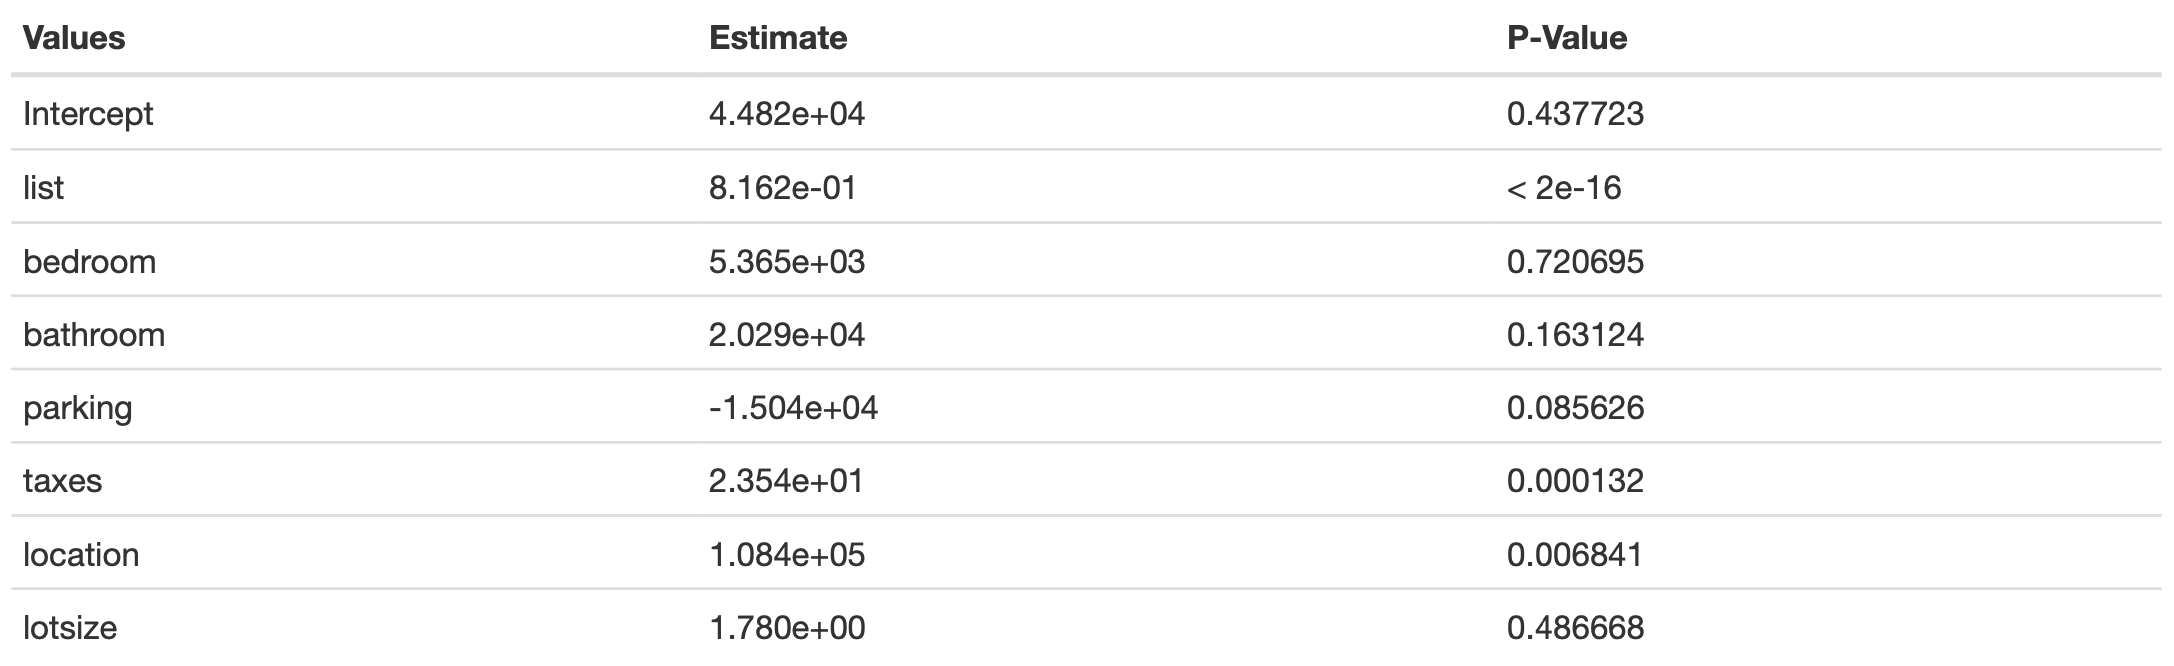 Values Estimate P-Value
Intercept 4.482e+04 0.437723
list 8.162e-01 < 2e-16
bedroom 5.365e+03 0.720695
bathroom 2.029e+04 0.163124
parking -1.504e+04 0.085626
taxes 2.354e+01 0.000132
location 1.084e+05 0.006841
lotsize 1.780e+00 0.486668